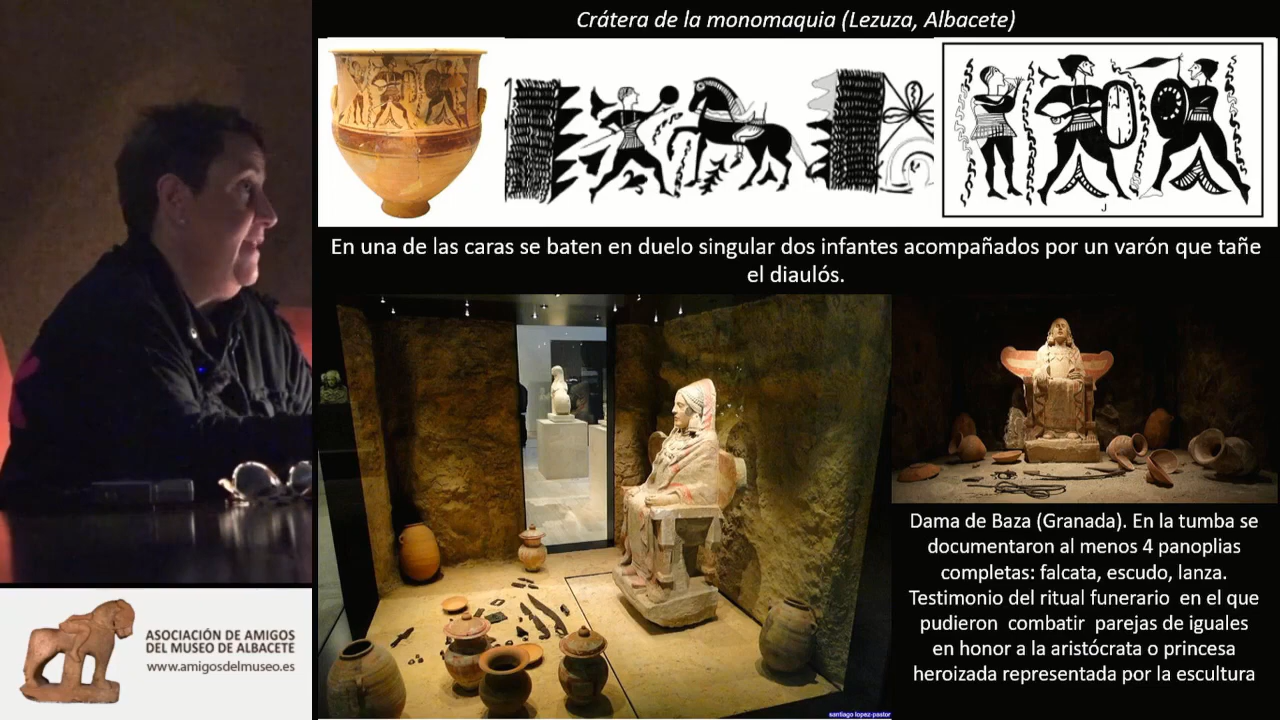 Crátera de la monomaquia (Lezuza, Albacete)
J
En una de las caras se baten en duelo singular dos infantes acompañados por un varón que tañe
el diaulós.
Dama de Baza (Granada). En la tumba se
documentaron al menos 4 panoplias
completas: falcata, escudo, lanza.
Testimonio del ritual funerario en el que
pudieron combatir parejas de iguales
en honor a la aristócrata o princesa
heroizada representada por la escultura
santiago lopez-pastor
ASOCIACIÓN DE AMIGOS
DEL MUSEO DE ALBACETE
www.amigosdelmuseo.es